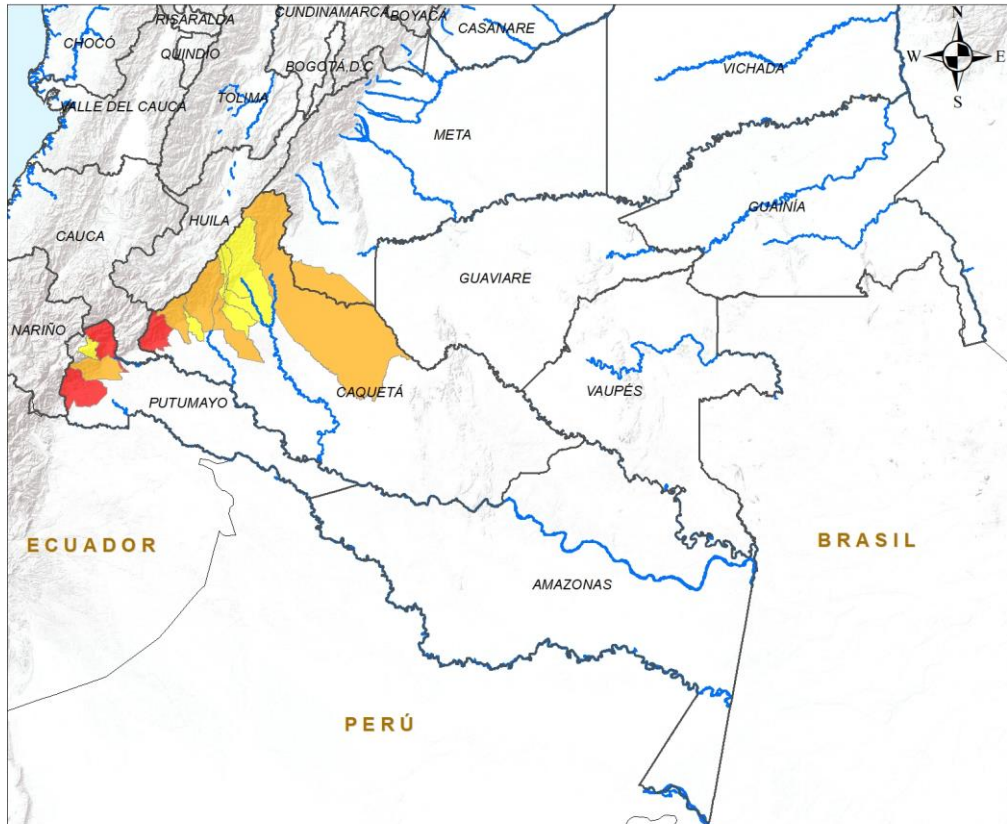 CUNDINAMARCA
BOYACÁ
RISARALDA
CASANARE
N
CHOCÓ
QUINDÍO
BOGOTÁ D.C
W
E
VICHADA
S
VALLE DEL CAUCA
TOLIMA
META
GUAINÍA
HUILA
CAUCA
GUAVIARE
NARIÑO
CAQUETÁ
VAUPÉS
PUTUMAYO
ECUADOR
BRASIL
AMAZONAS
PERÚ